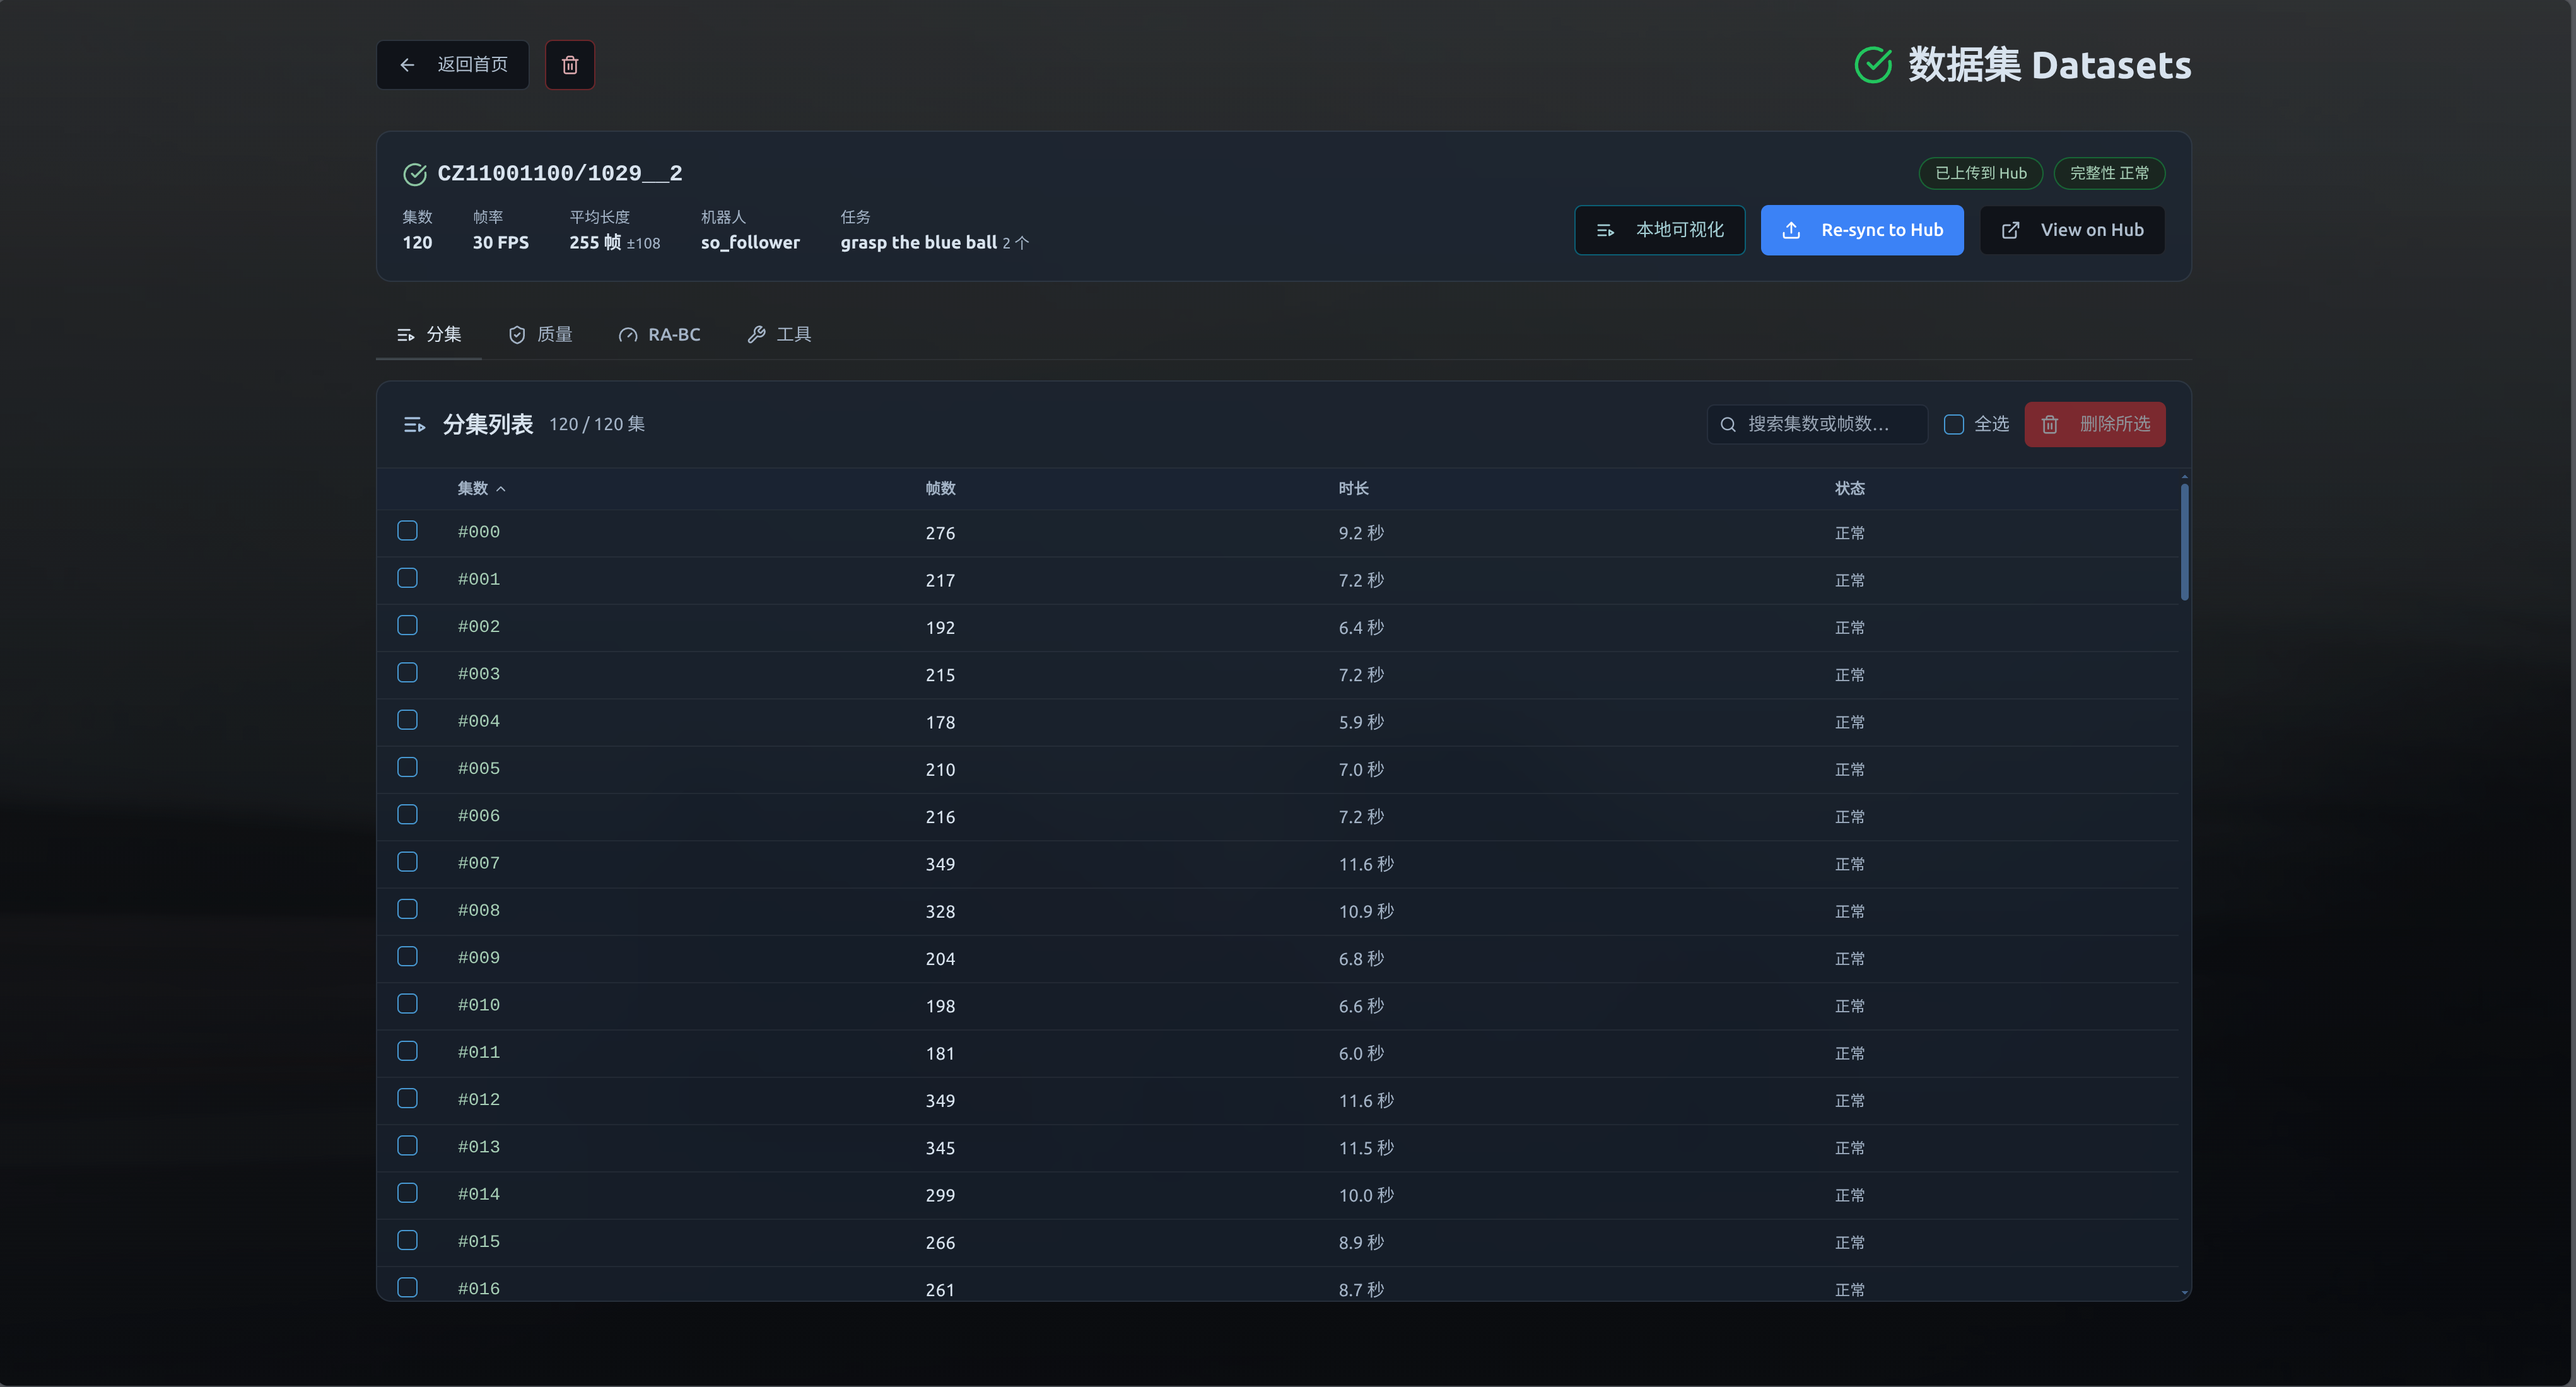 返回首页
数据集 Datasets
CZ11001100/1029__2
已上传到 Hub 完整性 正常
集数 帧率 平均长度 机器人 任务
120 30 FPS 255 帧 ±108 so_follower grasp the blue ball 2 个
本地可视化 Re-sync to Hub View on Hub
分集 质量 RA-BC 工具
分集列表 120 / 120 集
搜索集数或帧数... 全选 删除所选
集数 帧数 时长 状态
#000 276 9.2 秒 正常
#001 217 7.2 秒 正常
#002 192 6.4 秒 正常
#003 215 7.2 秒 正常
#004 178 5.9 秒 正常
#005 210 7.0 秒 正常
#006 216 7.2 秒 正常
#007 349 11.6 秒 正常
#008 328 10.9 秒 正常
#009 204 6.8 秒 正常
#010 198 6.6 秒 正常
#011 181 6.0 秒 正常
#012 349 11.6 秒 正常
#013 345 11.5 秒 正常
#014 299 10.0 秒 正常
#015 266 8.9 秒 正常
#016 261 8.7 秒 正常